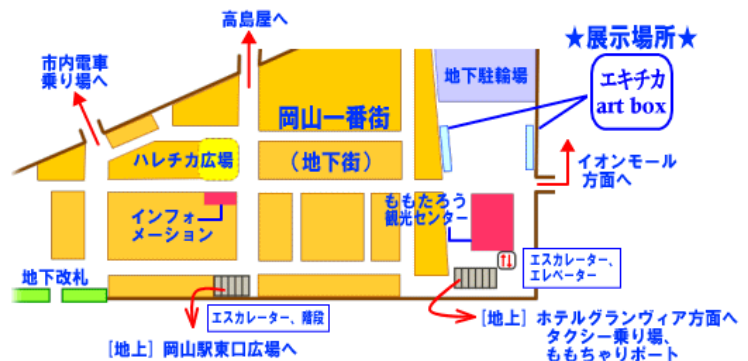 高島屋へ
★展示場所★
市内電車
乗り場へ
地下駐輪場
エキチカ
art box
岡山一番街
ハレチカ広場
(地下街)
イオンモール
方面へ
ももたろう
観光センター
インフォ
メーション
エスカレーター、
エレベーター
地下改札
エスカレーター、階段
[地上] ホテルグランヴィア方面へ
タクシー乗り場、
ももちゃりポート
[地上] 岡山駅東口広場へ